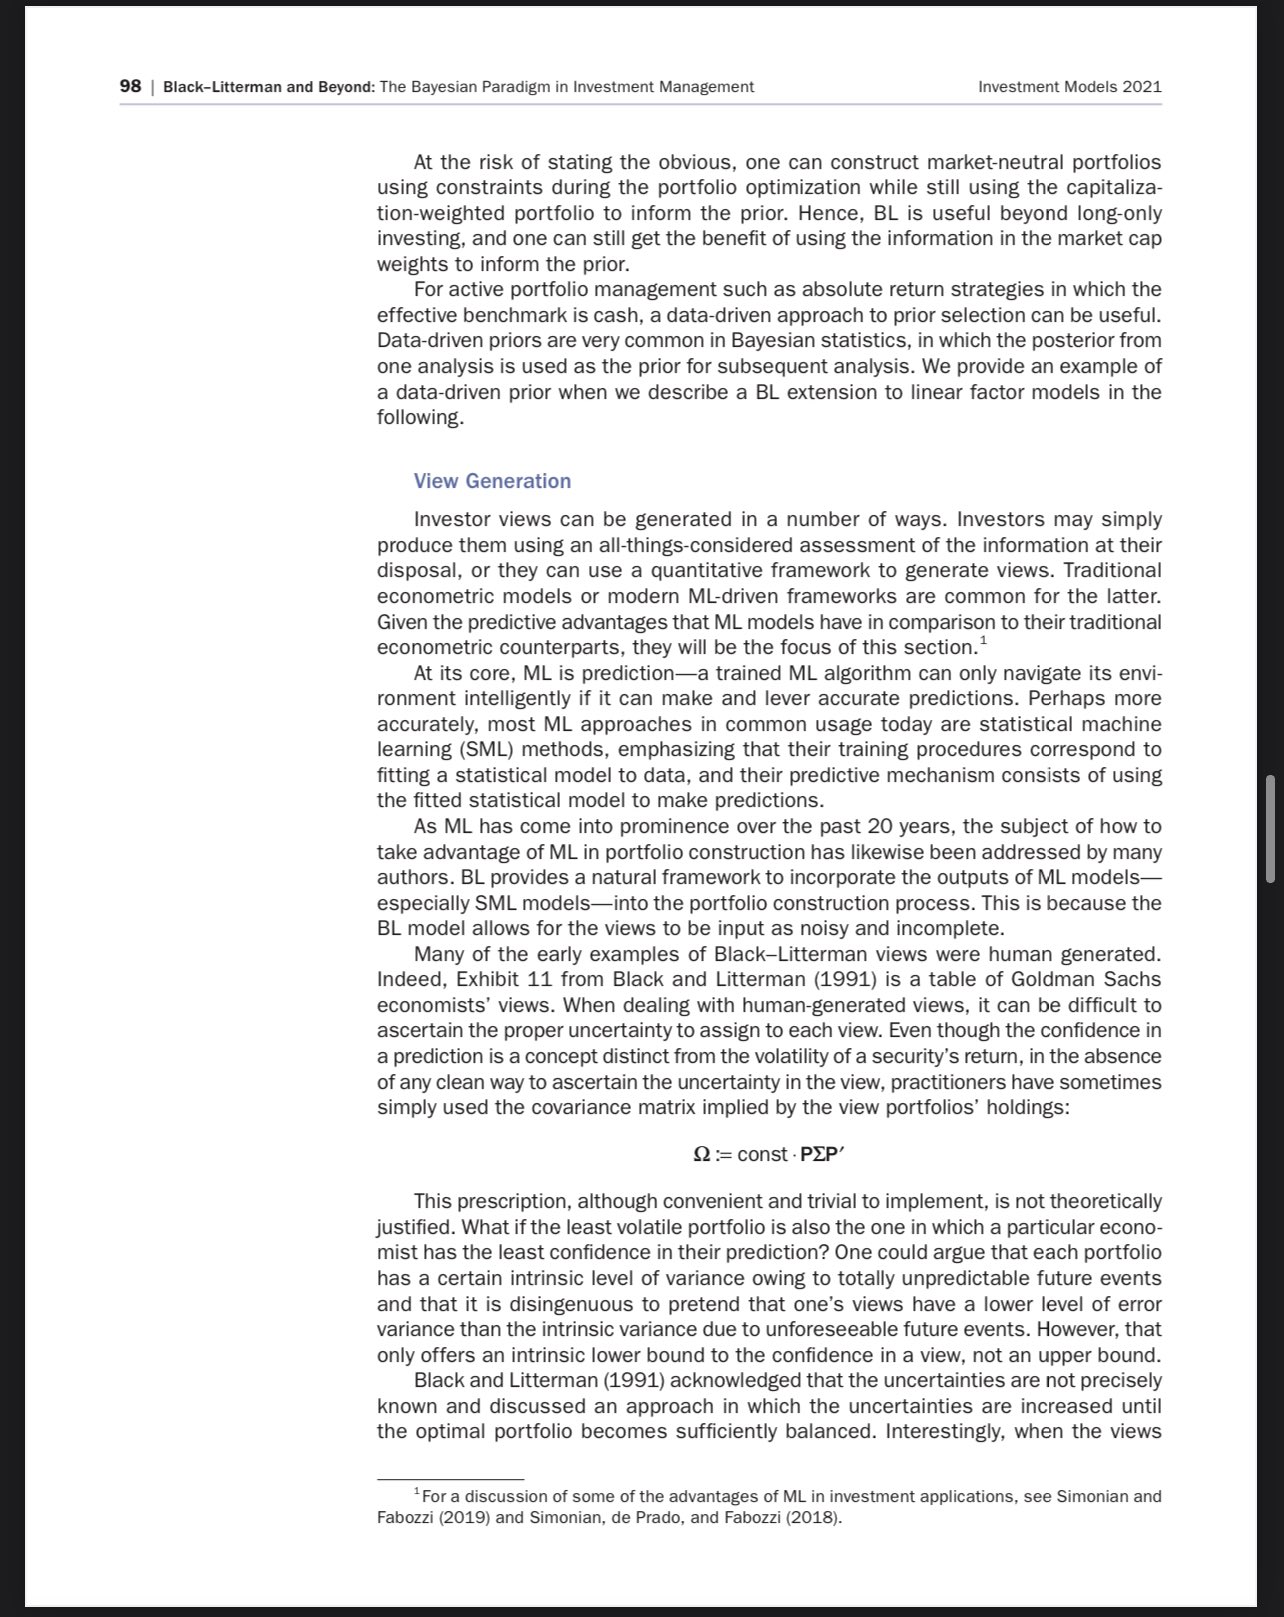 98 | Black–Litterman and Beyond: The Bayesian Paradigm in Investment Management Investment Models 2021
At the risk of stating the obvious, one can construct market-neutral portfolios
using constraints during the portfolio optimization while still using the capitaliza-
tion-weighted portfolio to inform the prior. Hence, BL is useful beyond long-only
investing, and one can still get the benefit of using the information in the market cap
weights to inform the prior.
For active portfolio management such as absolute return strategies in which the
effective benchmark is cash, a data-driven approach to prior selection can be useful.
Data-driven priors are very common in Bayesian statistics, in which the posterior from
one analysis is used as the prior for subsequent analysis. We provide an example of
a data-driven prior when we describe a BL extension to linear factor models in the
following.
View Generation
Investor views can be generated in a number of ways. Investors may simply
produce them using an all-things-considered assessment of the information at their
disposal, or they can use a quantitative framework to generate views. Traditional
econometric models or modern ML-driven frameworks are common for the latter.
Given the predictive advantages that ML models have in comparison to their traditional
econometric counterparts, they will be the focus of this section.¹
At its core, ML is prediction—a trained ML algorithm can only navigate its envi-
ronment intelligently if it can make and lever accurate predictions. Perhaps more
accurately, most ML approaches in common usage today are statistical machine
learning (SML) methods, emphasizing that their training procedures correspond to
fitting a statistical model to data, and their predictive mechanism consists of using
the fitted statistical model to make predictions.
As ML has come into prominence over the past 20 years, the subject of how to
take advantage of ML in portfolio construction has likewise been addressed by many
authors. BL provides a natural framework to incorporate the outputs of ML models—
especially SML models—into the portfolio construction process. This is because the
BL model allows for the views to be input as noisy and incomplete.
Many of the early examples of Black–Litterman views were human generated.
Indeed, Exhibit 11 from Black and Litterman (1991) is a table of Goldman Sachs
economists’ views. When dealing with human-generated views, it can be difficult to
ascertain the proper uncertainty to assign to each view. Even though the confidence in
a prediction is a concept distinct from the volatility of a security’s return, in the absence
of any clean way to ascertain the uncertainty in the view, practitioners have sometimes
simply used the covariance matrix implied by the view portfolios’ holdings:
Ω := const · PΣP′
This prescription, although convenient and trivial to implement, is not theoretically
justified. What if the least volatile portfolio is also the one in which a particular econo-
mist has the least confidence in their prediction? One could argue that each portfolio
has a certain intrinsic level of variance owing to totally unpredictable future events
and that it is disingenuous to pretend that one’s views have a lower level of error
variance than the intrinsic variance due to unforeseeable future events. However, that
only offers an intrinsic lower bound to the confidence in a view, not an upper bound.
Black and Litterman (1991) acknowledged that the uncertainties are not precisely
known and discussed an approach in which the uncertainties are increased until
the optimal portfolio becomes sufficiently balanced. Interestingly, when the views
¹For a discussion of some of the advantages of ML in investment applications, see Simonian and
Fabozzi (2019) and Simonian, de Prado, and Fabozzi (2018).